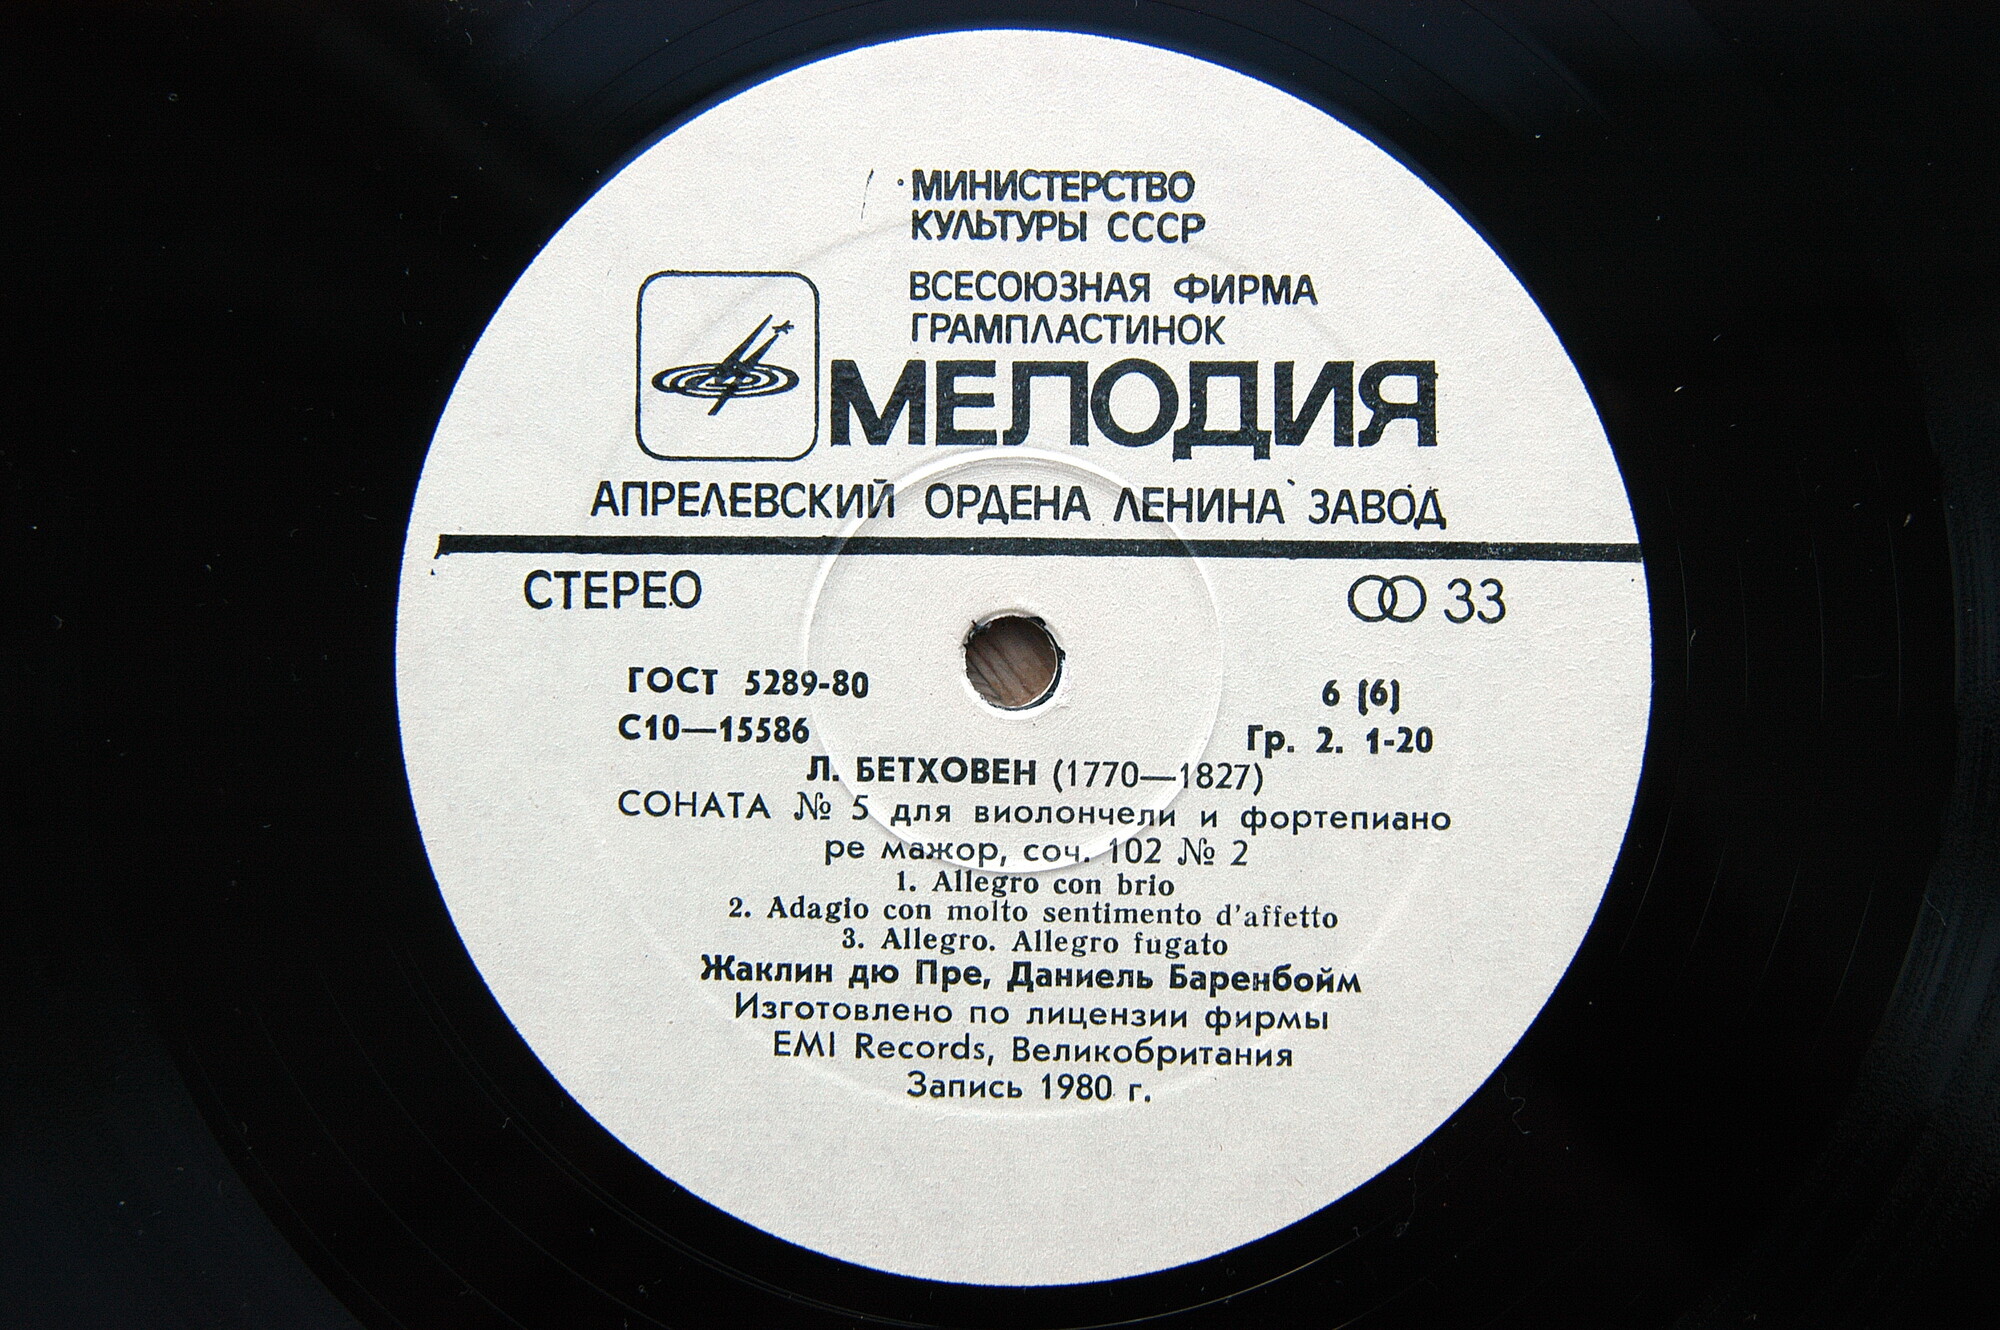 МИНИСТЕРСТВО
КУЛЬТУРЫ СССР
ВСЕСОЮЗНАЯ ФИРМА
ГРАМПЛАСТИНОК
МЕЛОДИЯ
АПРЕЛЕВСКИЙ ОРДЕНА ЛЕНИНА ЗАВОД
СТЕРЕО 33
ГОСТ 5289-80 6 (6)
С10—15586 Гр. 2. 1-20
Л. БЕТХОВЕН (1770—1827)
СОНАТА № 5 для виолончели и фортепиано
ре мажор, соч. 102 № 2
1. Allegro con brio
2. Adagio con molto sentimento d'affetto
3. Allegro. Allegro fugato
Жаклин дю Пре, Даниель Баренбойм
Изготовлено по лицензии фирмы
EMI Records, Великобритания
Запись 1980 г.